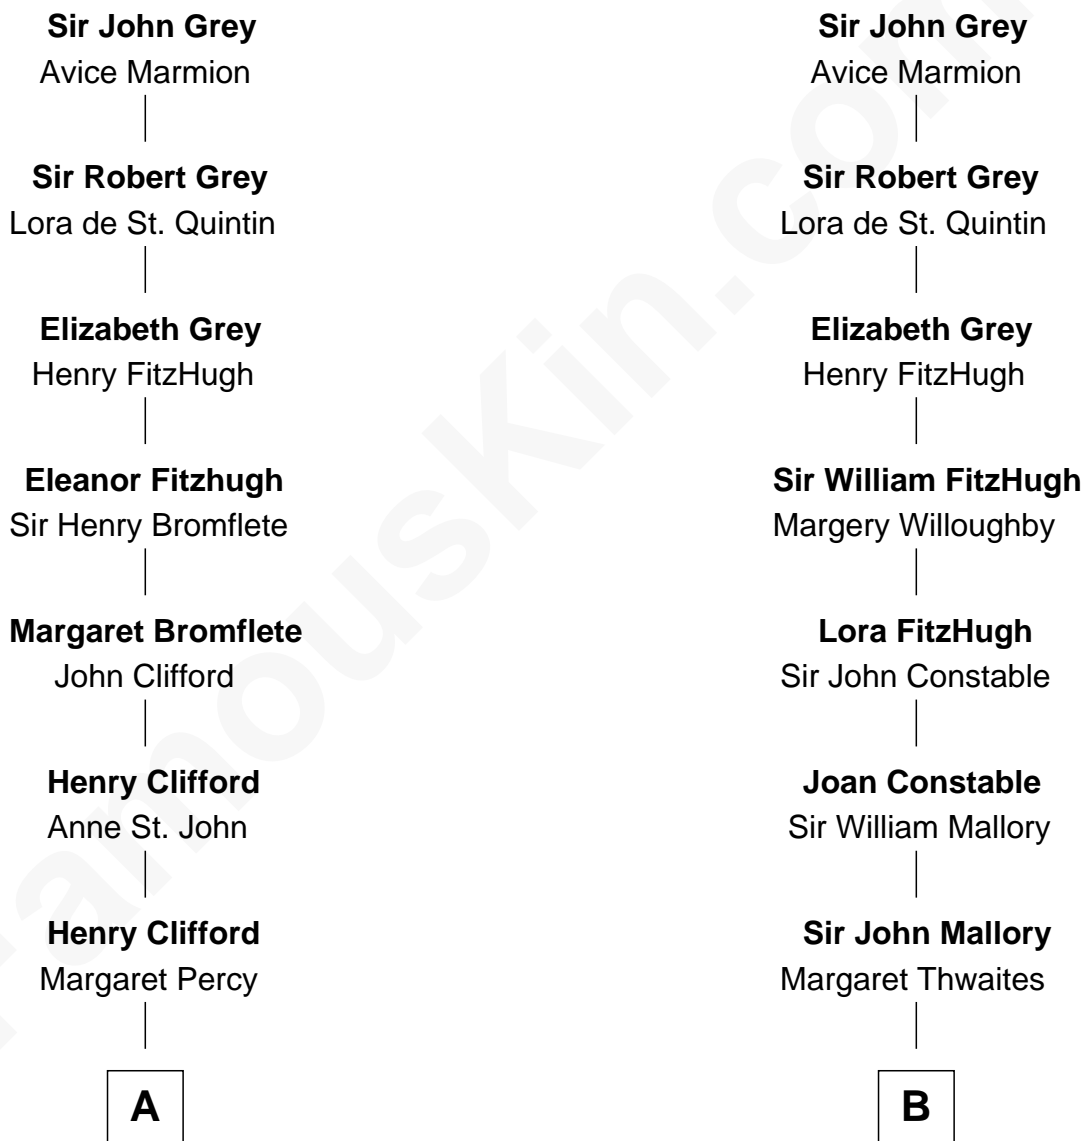 Sir John Grey
Avice Marmion
Sir Robert Grey
Lora de St. Quintin
Elizabeth Grey
Henry FitzHugh
Eleanor Fitzhugh
Sir Henry Bromflete
Margaret Bromflete
John Clifford
Henry Clifford
Anne St. John
Henry Clifford
Margaret Percy
A
Sir John Grey
Avice Marmion
Sir Robert Grey
Lora de St. Quintin
Elizabeth Grey
Henry FitzHugh
Sir William FitzHugh
Margery Willoughby
Lora FitzHugh
Sir John Constable
Joan Constable
Sir William Mallory
Sir John Mallory
Margaret Thwaites
B
FamousKin.com